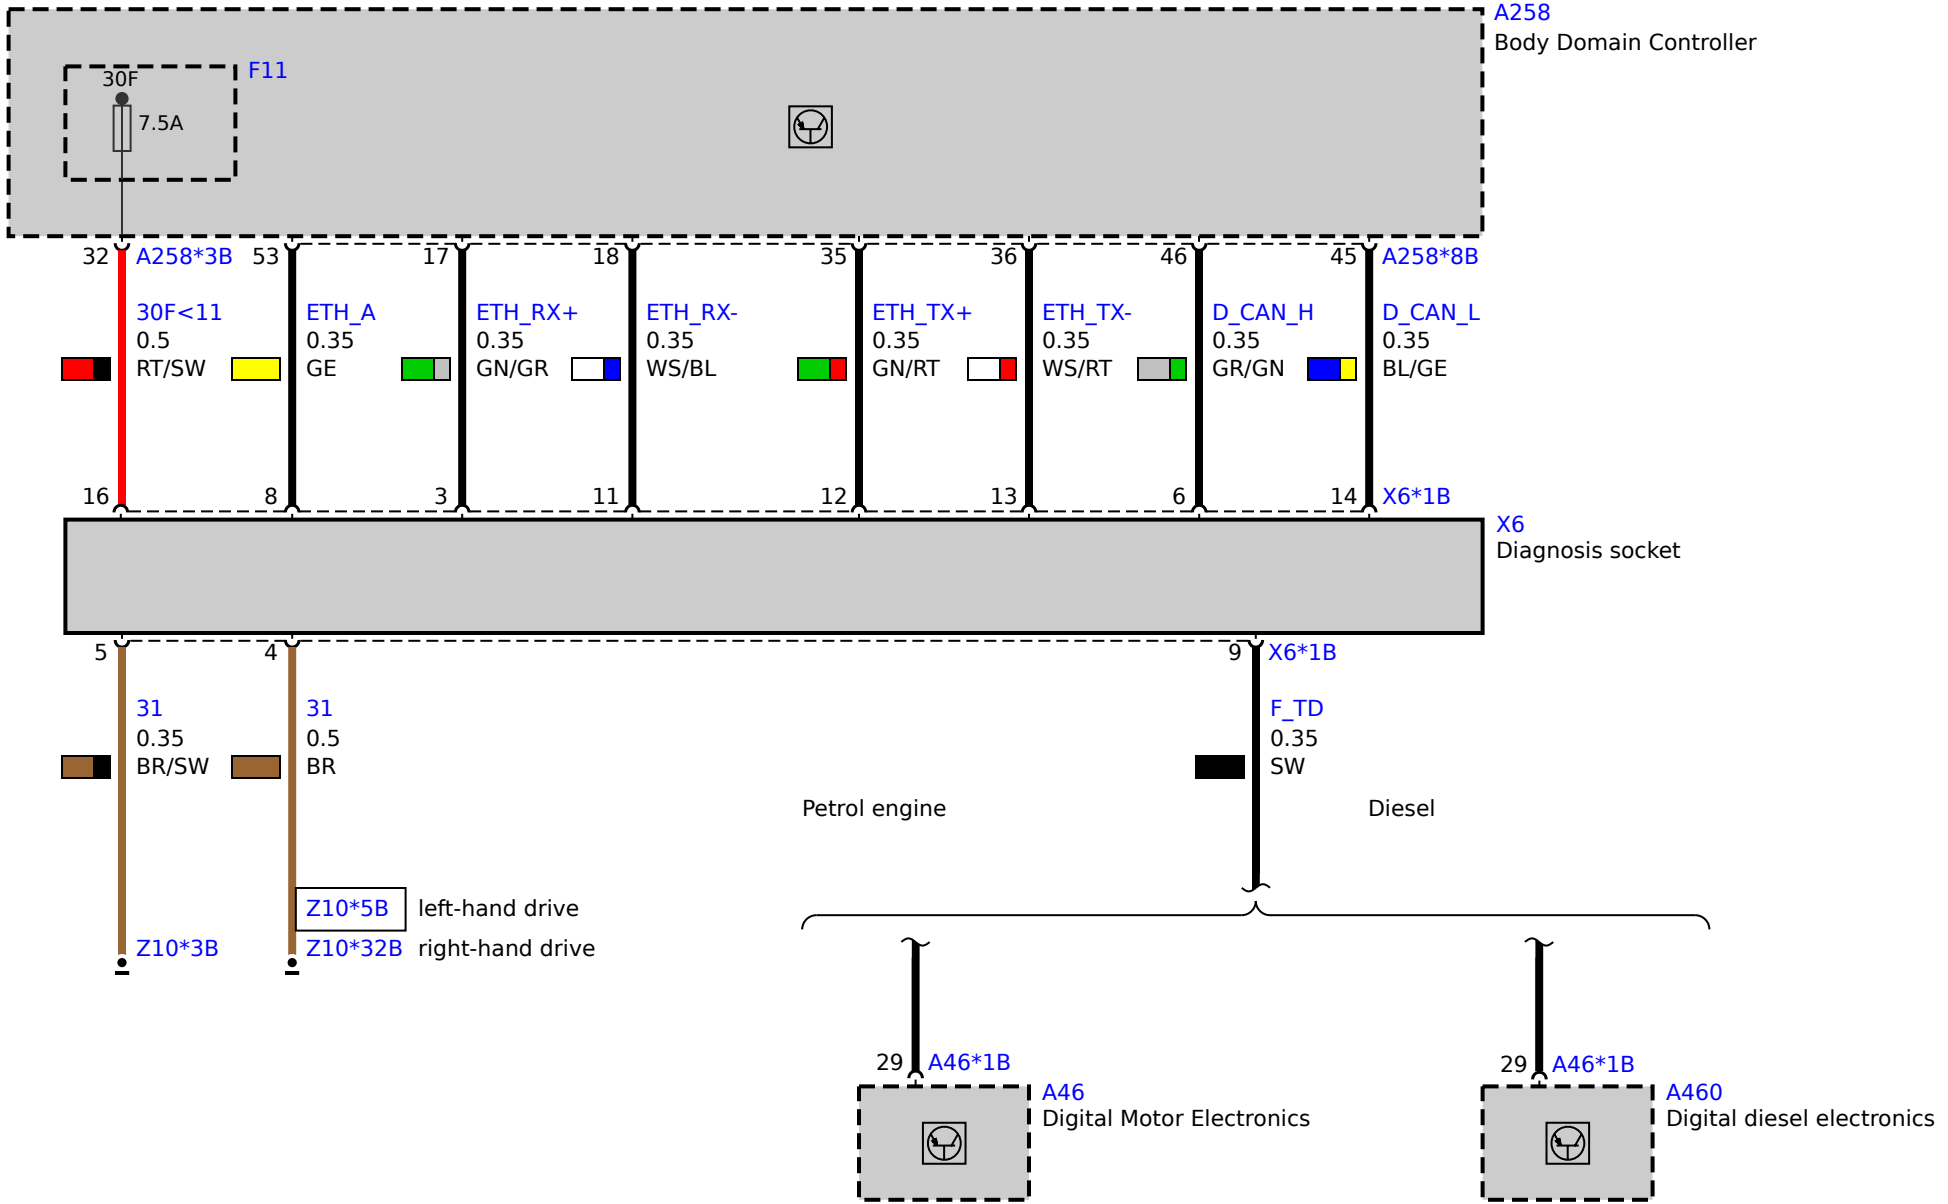 A258
Body Domain Controller
30F
F11
7.5A
32 A258*3B 53 17 18 35 36 46 45 A258*8B
30F<11 ETH_A ETH_RX+ ETH_RX- ETH_TX+ ETH_TX- D_CAN_H D_CAN_L
0.5 0.35 0.35 0.35 0.35 0.35 0.35 0.35
RT/SW GE GN/GR WS/BL GN/RT WS/RT GR/GN BL/GE
16 8 3 11 12 13 6 14 X6*1B
X6
Diagnosis socket
5 4 9 X6*1B
31 31 F_TD
0.35 0.5 0.35
BR/SW BR SW
Petrol engine Diesel
Z10*5B left-hand drive
Z10*3B Z10*32B right-hand drive
29 A46*1B 29 A46*1B
A46 A460
Digital Motor Electronics Digital diesel electronics